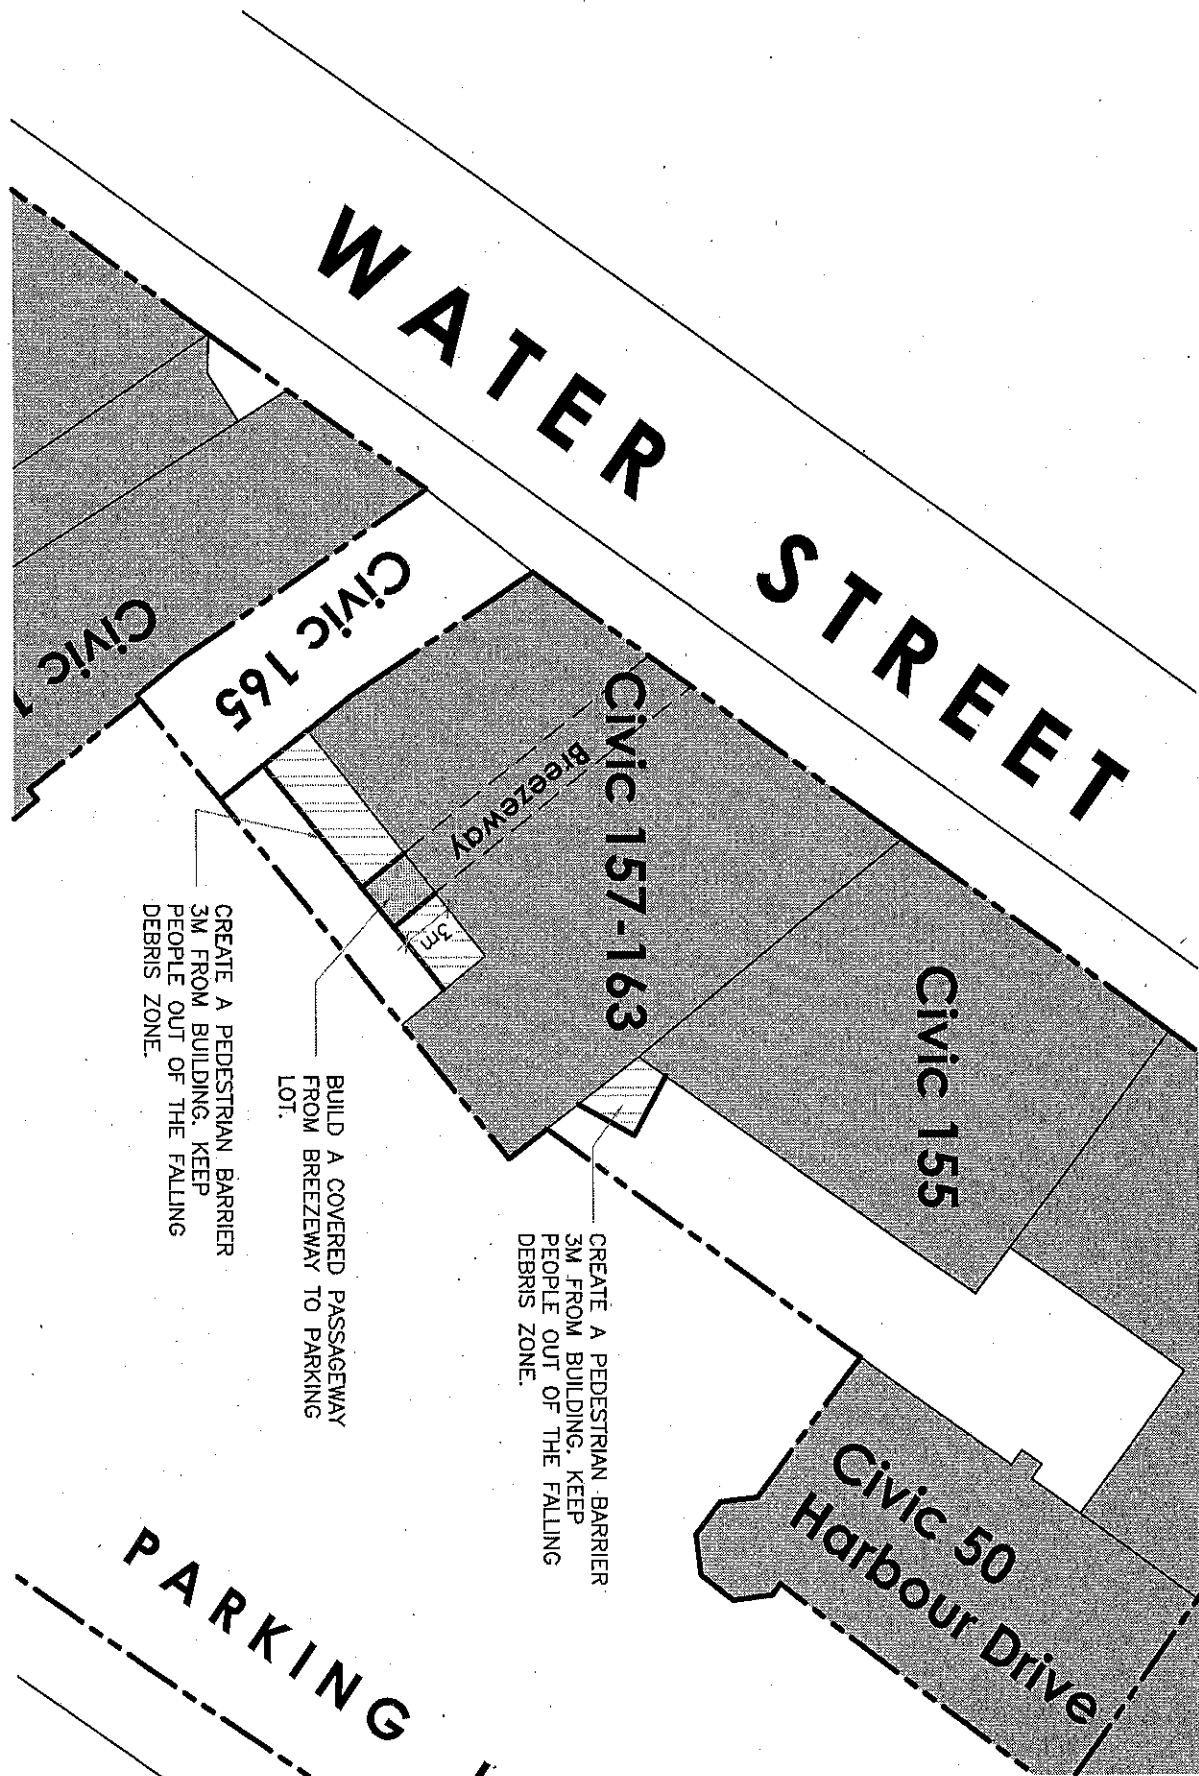 WATER STREET
Civic 1
Civic 165
Civic 157-163
Breezeway
3m
Civic 155
CREATE A PEDESTRIAN BARRIER
3M FROM BUILDING. KEEP
PEOPLE OUT OF THE FALLING
DEBRIS ZONE.
BUILD A COVERED PASSAGEWAY
FROM BREEZEWAY TO PARKING
LOT.
CREATE A PEDESTRIAN BARRIER
3M FROM BUILDING. KEEP
PEOPLE OUT OF THE FALLING
DEBRIS ZONE.
Civic 50
Harbour Drive
PARKING